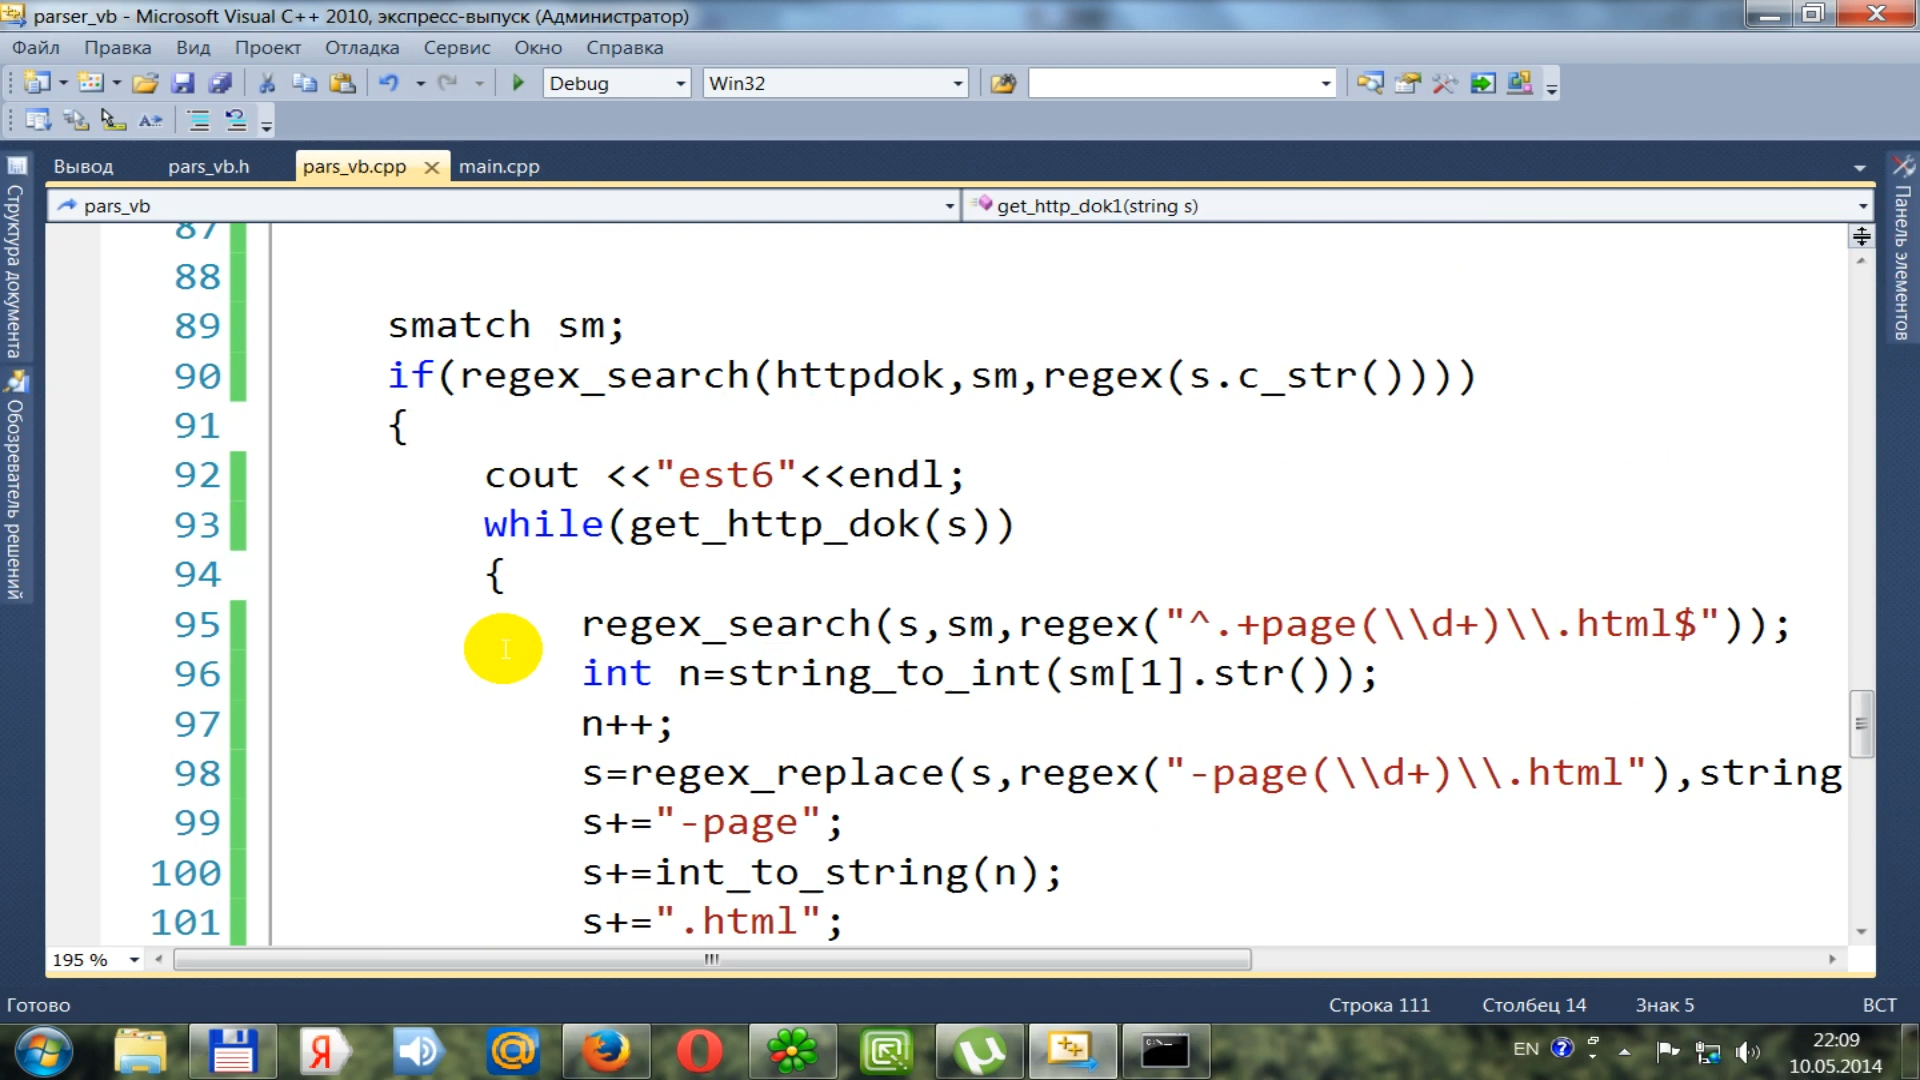 parser_vb - Microsoft Visual C++ 2010, экспресс-выпуск (Администратор)
Файл Правка Вид Проект Отладка Сервис Окно Справка
Debug Win32
Вывод pars_vb.h pars_vb.cpp main.cpp
pars_vb get_http_dok1(string s)
Структура документа
Обозреватель решений
Панель элементов
87
88
89 smatch sm;
90 if(regex_search(httpdok,sm,regex(s.c_str())))
91 {
92 cout <<"est6"<<endl;
93 while(get_http_dok(s))
94 {
95 regex_search(s,sm,regex("^.+page(\\d+)\\.html$"));
96 int n=string_to_int(sm[1].str());
97 n++;
98 s=regex_replace(s,regex("-page(\\d+)\\.html"),string
99 s+="-page";
100 s+=int_to_string(n);
101 s+=".html";
195 %
Готово Строка 111 Столбец 14 Знак 5 ВСТ
EN 22:09
10.05.2014